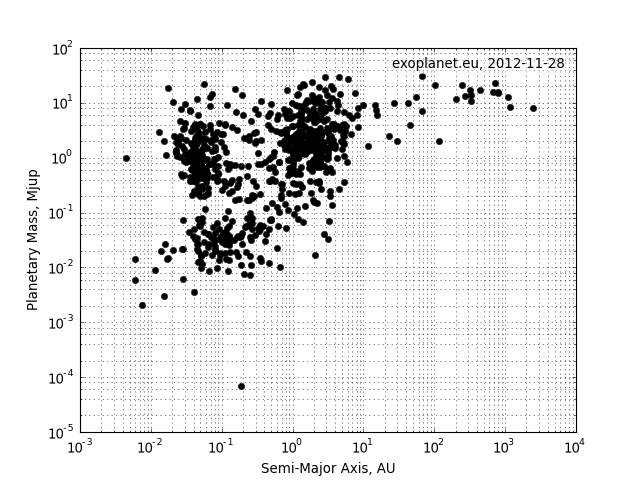 10^2
exoplanet.eu, 2012-11-28
10^1
10^0
10^-1
10^-2
10^-3
10^-4
10^-5
Planetary Mass, Mjup
10^-3 10^-2 10^-1 10^0 10^1 10^2 10^3 10^4
Semi-Major Axis, AU